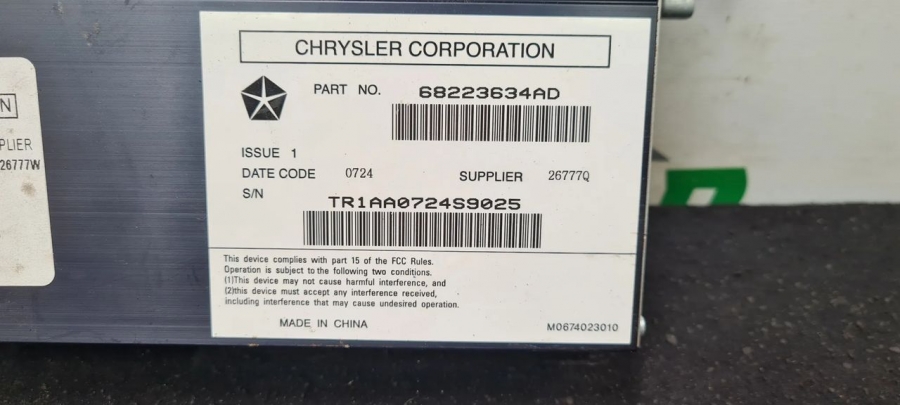 CHRYSLER CORPORATION
PART NO. 68223634AD
ISSUE 1
DATE CODE 0724 SUPPLIER 26777Q
S/N
TR1AA0724S9025
This device complies with part 15 of the FCC Rules.
Operation is subject to the following two conditions.
(1)This device may not cause harmful interference, and
(2)this device must accept any interference received,
including interference that may cause undesired operation.
MADE IN CHINA M0674023010
N
PLIER
26777W